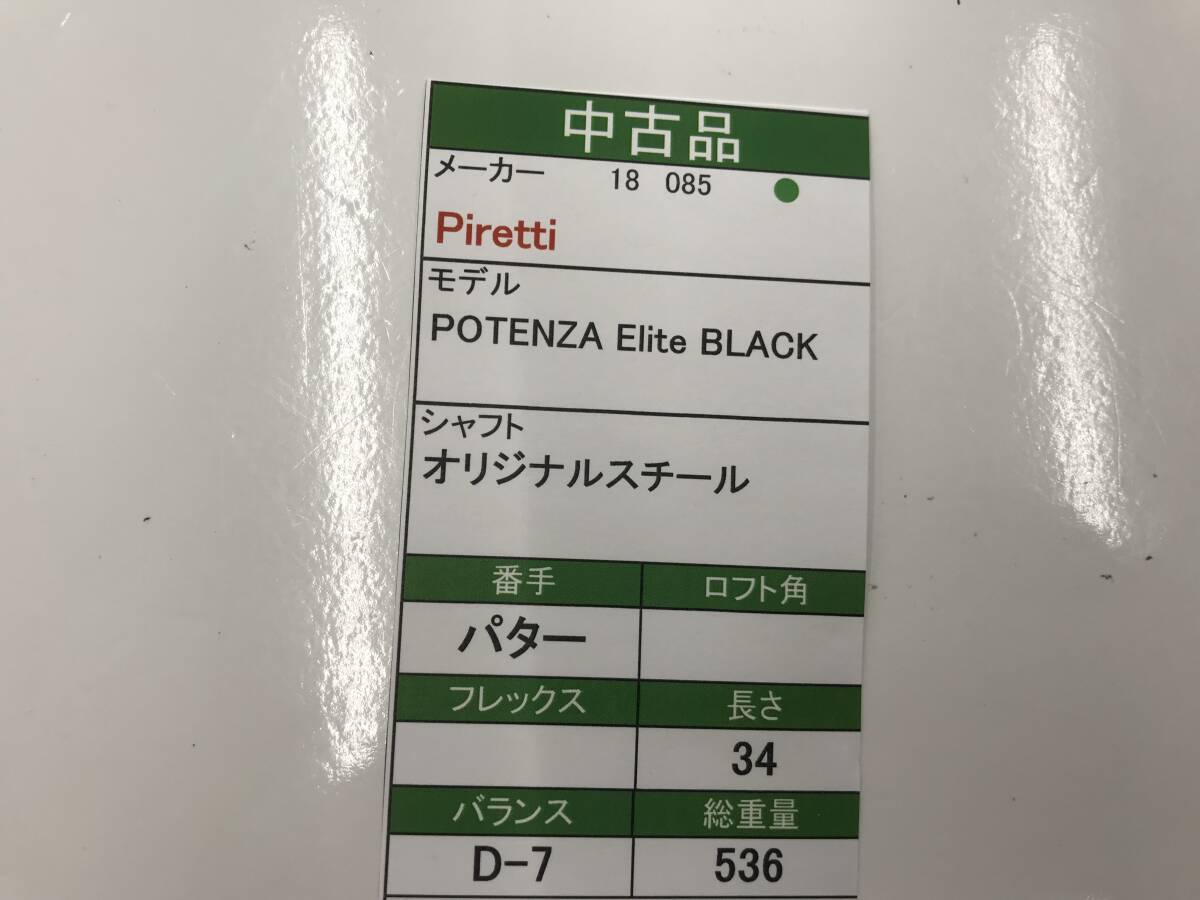 中古品
メーカー 18 085
Piretti
モデル
POTENZA Elite BLACK
シャフト
オリジナルスチール
番手 ロフト角
パター
フレックス 長さ
34
バランス 総重量
D-7 536